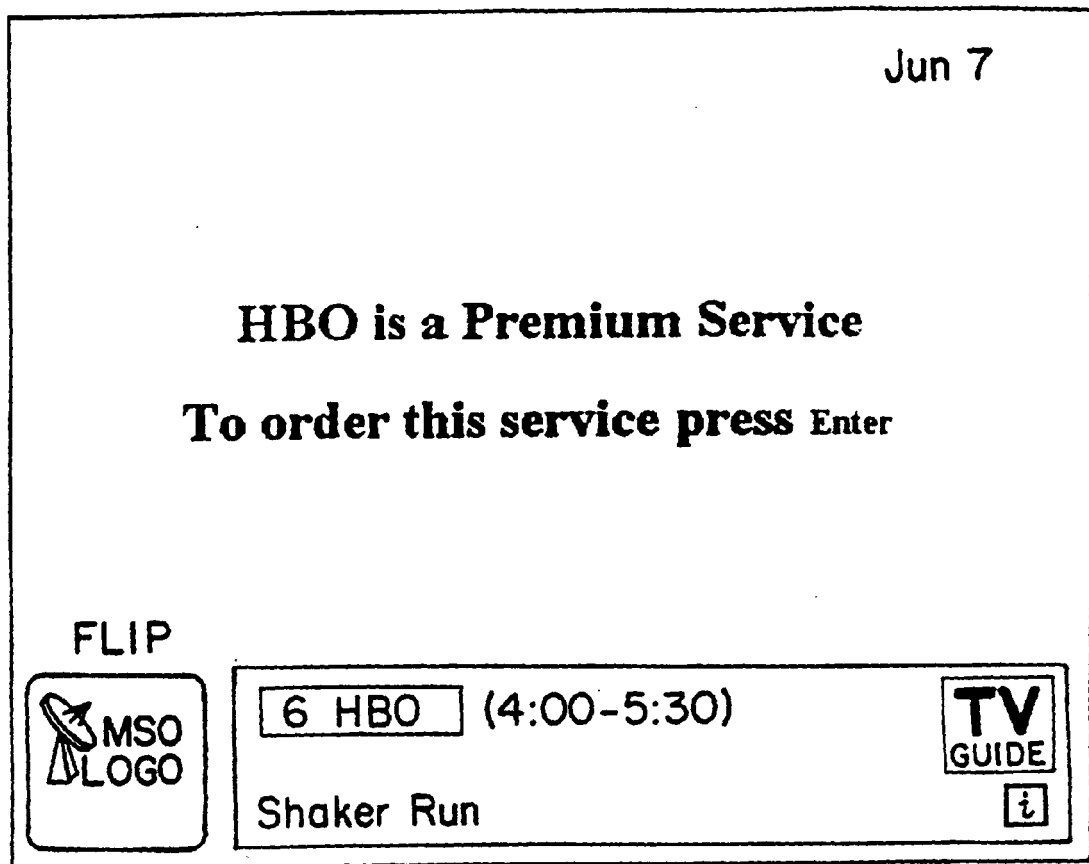 Jun 7
HBO is a Premium Service
To order this service press Enter
FLIP
MSO
LOGO
6 HBO (4:00-5:30)
TV
GUIDE
Shaker Run
i